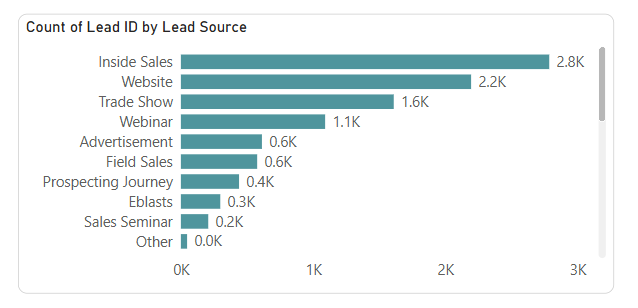 Count of Lead ID by Lead Source
Inside Sales 2.8K
Website 2.2K
Trade Show 1.6K
Webinar 1.1K
Advertisement 0.6K
Field Sales 0.6K
Prospecting Journey 0.4K
Eblasts 0.3K
Sales Seminar 0.2K
Other 0.0K
0K 1K 2K 3K